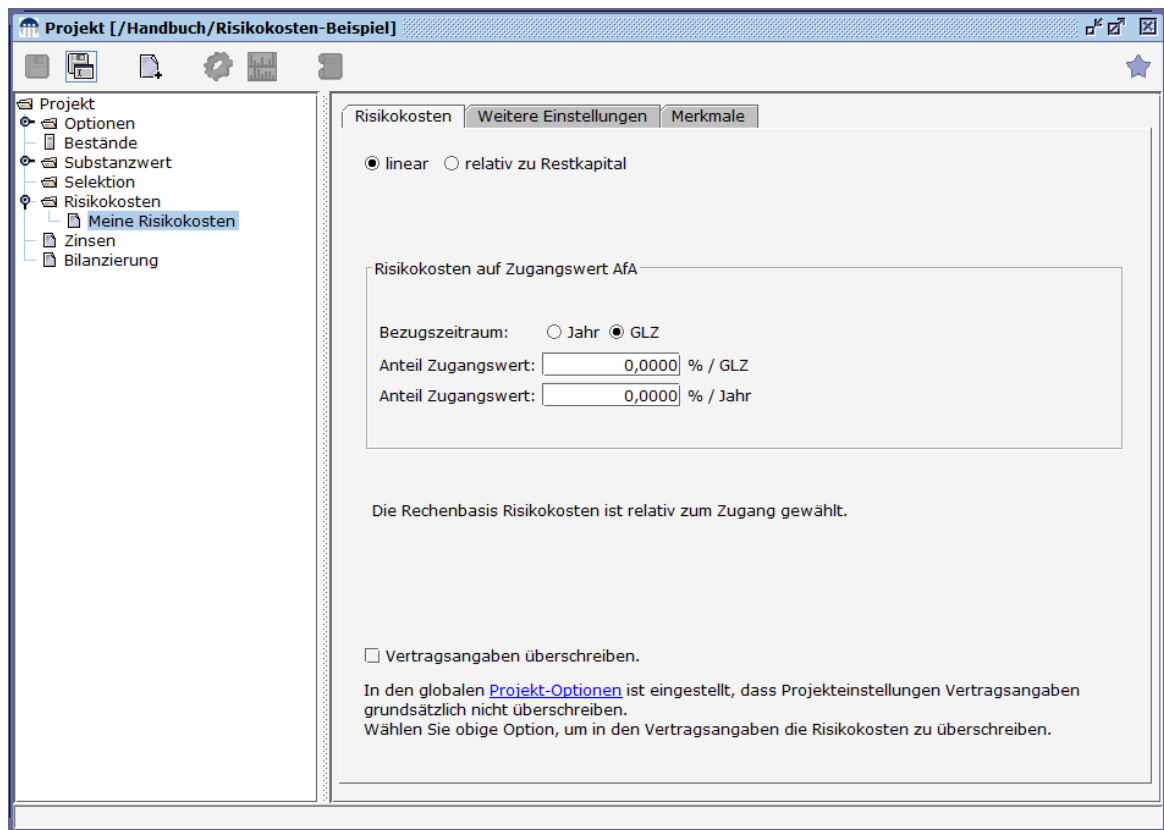 Projekt [/Handbuch/Risikokosten-Beispiel]
Projekt
Optionen
Bestände
Substanzwert
Selektion
Risikokosten
Meine Risikokosten
Zinsen
Bilanzierung
Risikokosten Weitere Einstellungen Merkmale
linear relativ zu Restkapital
Risikokosten auf Zugangswert AfA
Bezugszeitraum: Jahr GLZ
Anteil Zugangswert: 0,0000 % / GLZ
Anteil Zugangswert: 0,0000 % / Jahr
Die Rechenbasis Risikokosten ist relativ zum Zugang gewählt.
Vertragsangaben überschreiben.
In den globalen Projekt-Optionen ist eingestellt, dass Projekteinstellungen Vertragsangaben
grundsätzlich nicht überschreiben.
Wählen Sie obige Option, um in den Vertragsangaben die Risikokosten zu überschreiben.